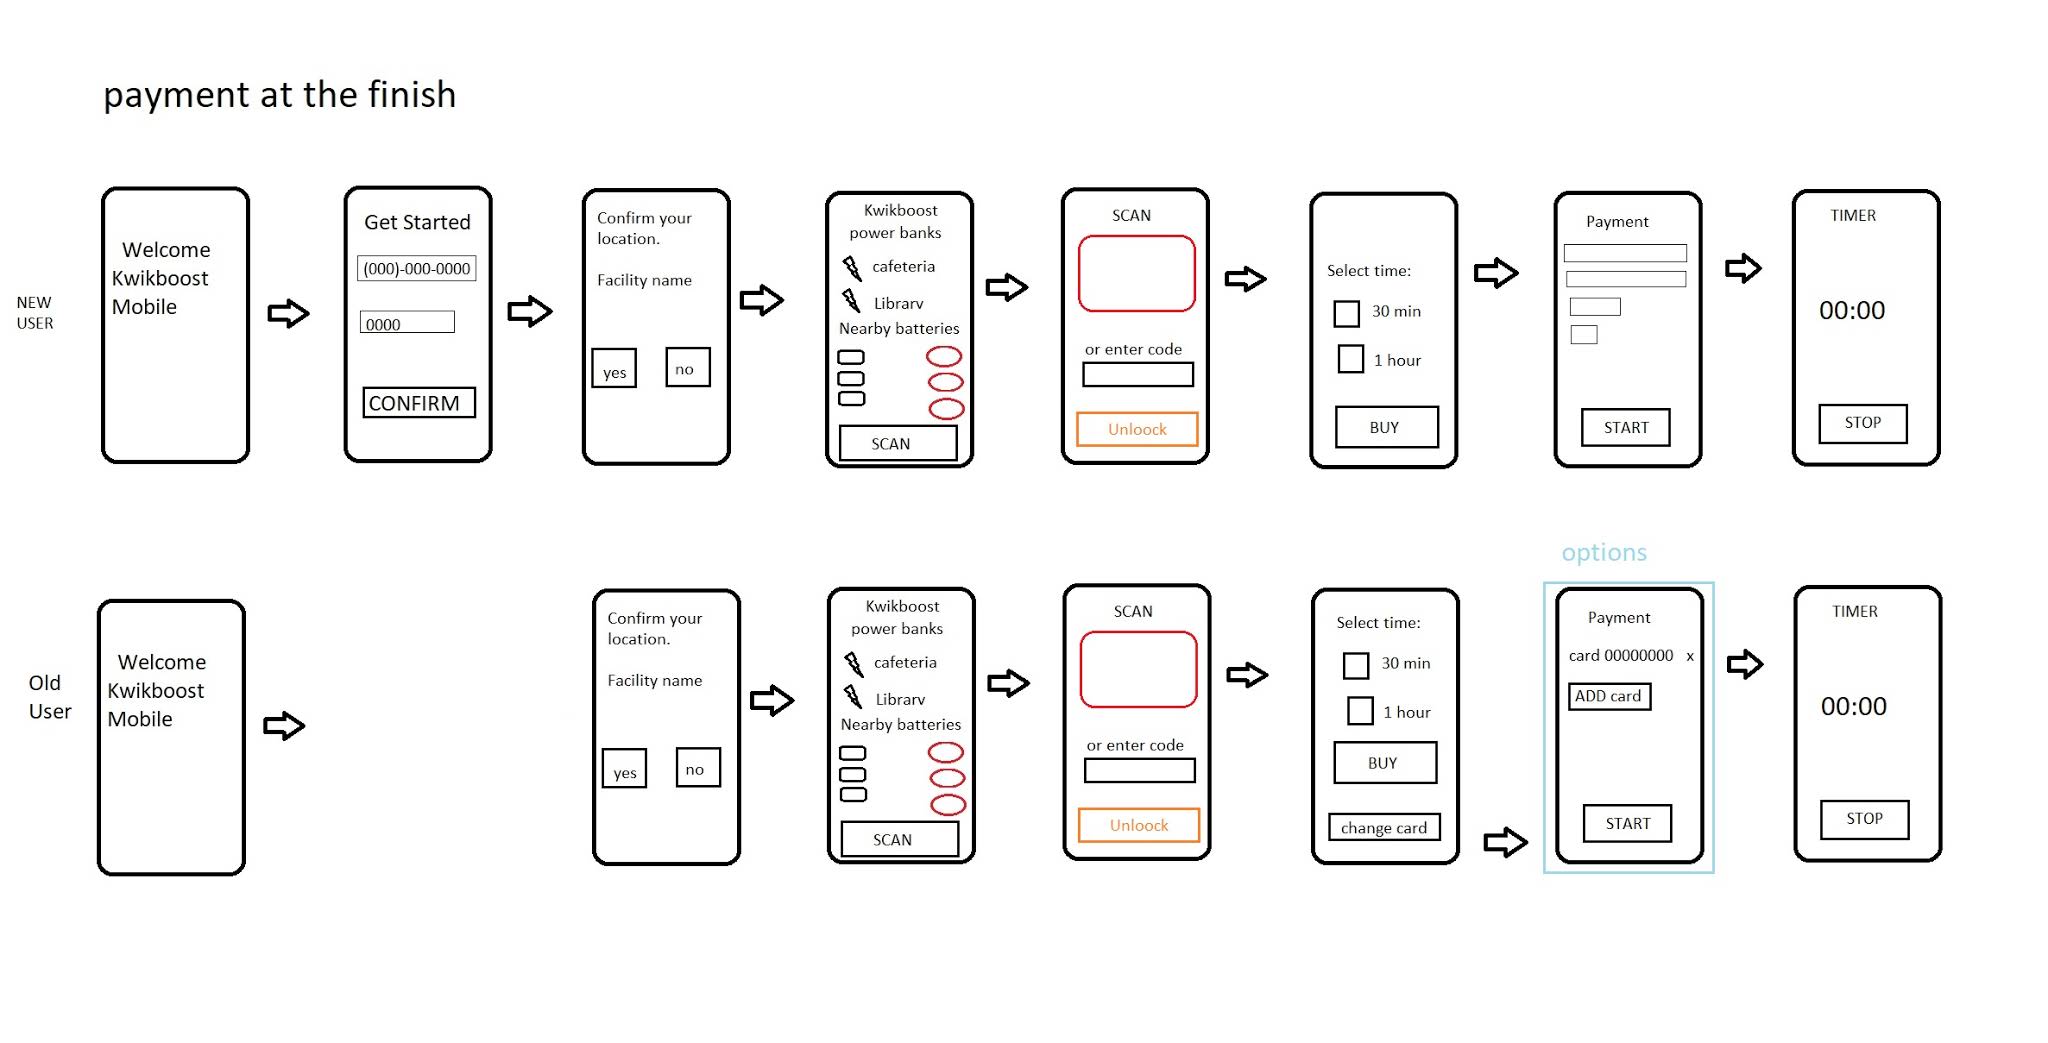 payment at the finish
NEW
USER
Welcome
Kwikboost
Mobile
Get Started
(000)-000-0000
0000
CONFIRM
Confirm your
location.
Facility name
yes
no
Kwikboost
power banks
cafeteria
Library
Nearby batteries
SCAN
SCAN
or enter code
Unloock
Select time:
30 min
1 hour
BUY
Payment
START
TIMER
00:00
STOP
Old
User
Welcome
Kwikboost
Mobile
Confirm your
location.
Facility name
yes
no
Kwikboost
power banks
cafeteria
Library
Nearby batteries
SCAN
SCAN
or enter code
Unloock
Select time:
30 min
1 hour
BUY
change card
options
Payment
card 00000000 x
ADD card
START
TIMER
00:00
STOP